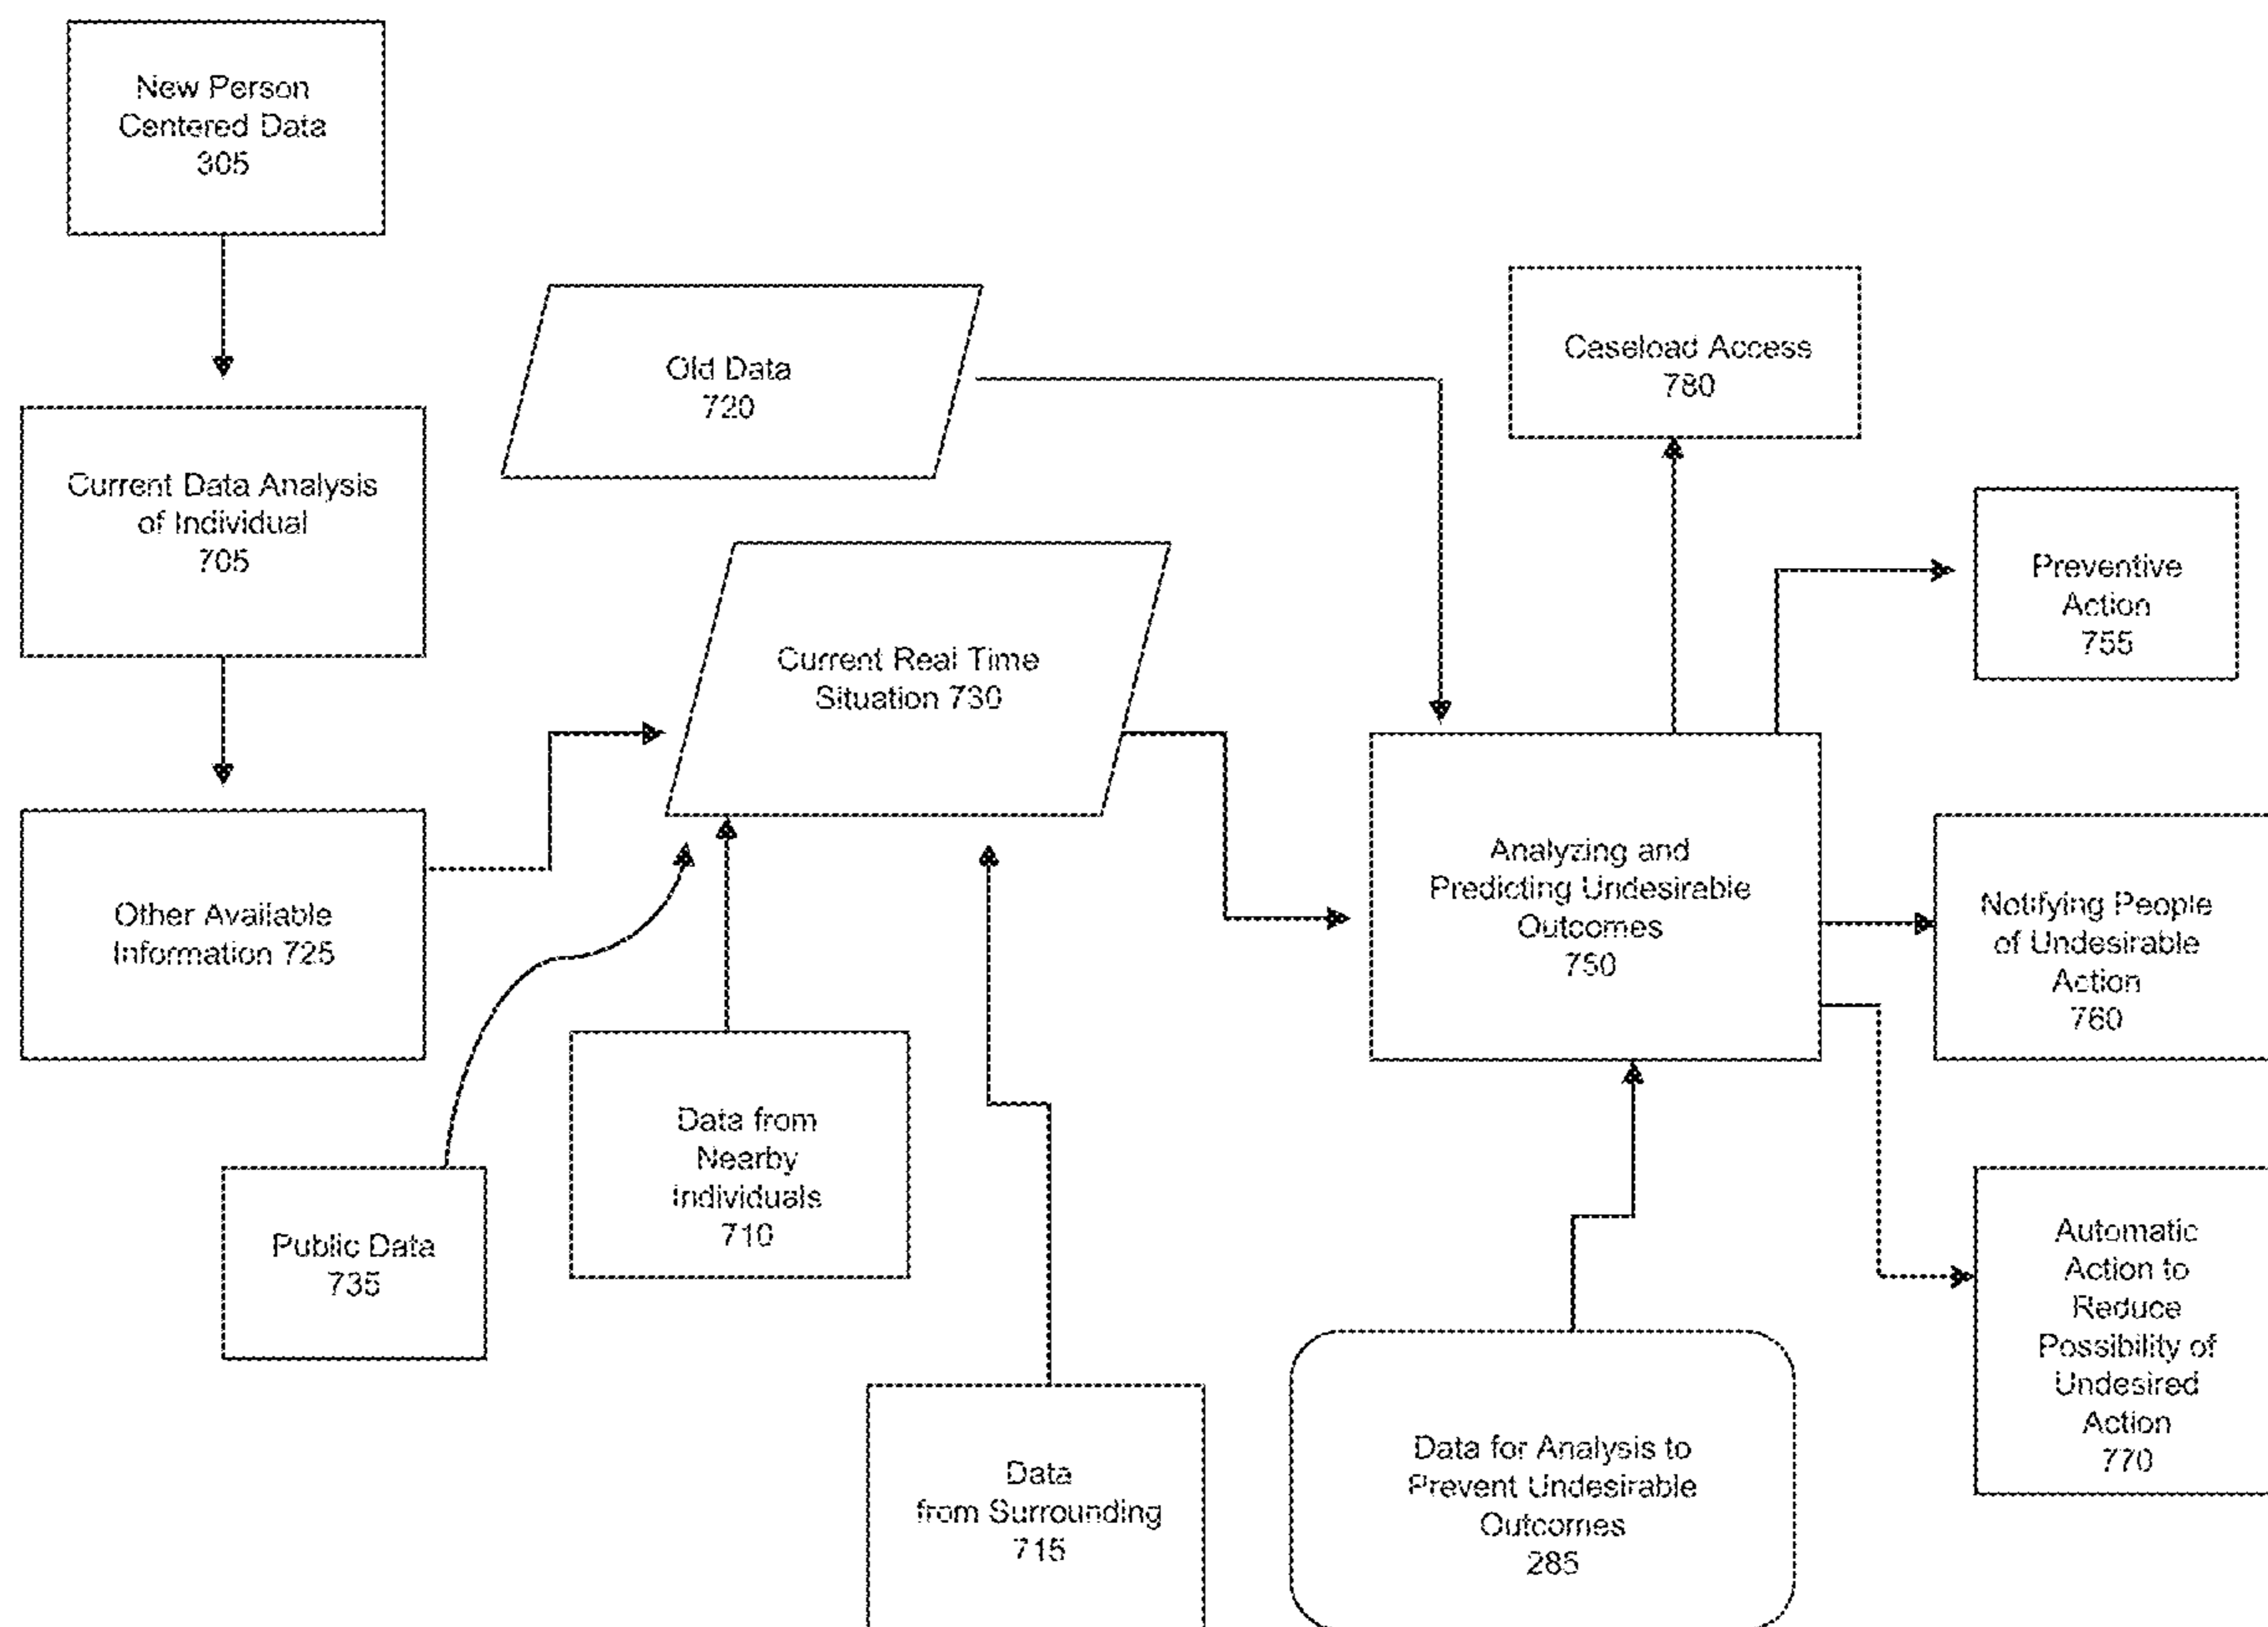 New Person
Centered Data
305
Current Data Analysis
of Individual
705
Other Available
Information 725
Old Data
720
Current Real Time
Situation 730
Public Data
735
Data from
Nearby
Individuals
710
Data
from Surrounding
715
Caseload Access
780
Preventive
Action
755
Analyzing and
Predicting Undesirable
Outcomes
750
Notifying People
of Undesirable
Action
760
Automatic
Action to
Reduce
Possibility of
Undesired
Action
770
Data for Analysis to
Prevent Undesirable
Outcomes
285